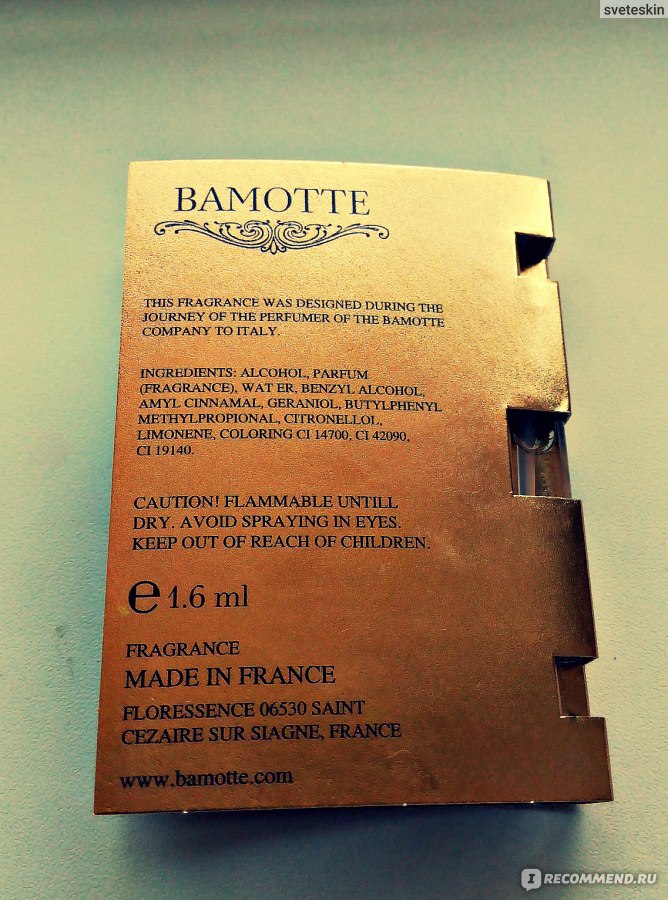 sveteskin
BAMOTTE
THIS FRAGRANCE WAS DESIGNED DURING THE
JOURNEY OF THE PERFUMER OF THE BAMOTTE
COMPANY TO ITALY.
INGREDIENTS: ALCOHOL, PARFUM
(FRAGRANCE), WAT ER, BENZYL ALCOHOL,
AMYL CINNAMAL, GERANIOL, BUTYLPHENYL
METHYLPROPIONAL, CITRONELLOL,
LIMONENE, COLORING CI 14700, CI 42090,
CI 19140.
CAUTION! FLAMMABLE UNTILL
DRY. AVOID SPRAYING IN EYES.
KEEP OUT OF REACH OF CHILDREN.
e 1.6 ml
FRAGRANCE
MADE IN FRANCE
FLORESSENCE 06530 SAINT
CEZAIRE SUR SIAGNE, FRANCE
www.bamotte.com
IRECOMMEND.RU